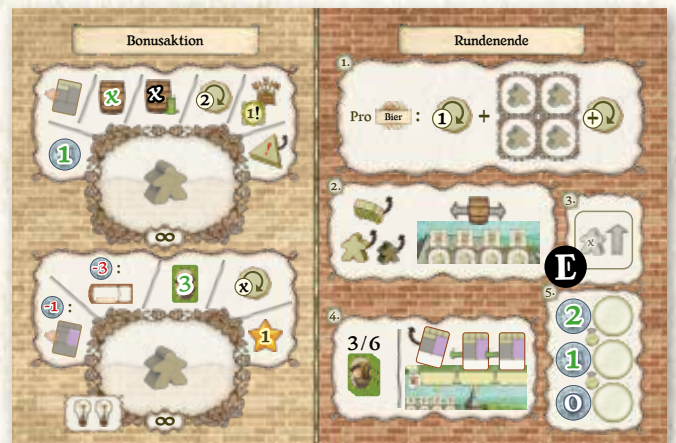 Bonusaktion
x / x / 2
1!
1
!
∞
-3 :
-1 :
3
x
1
∞
Rundenende
1.
Pro Bier : 1 + +
2.
3.
x
E
4.
3/6
5.
2
1
0